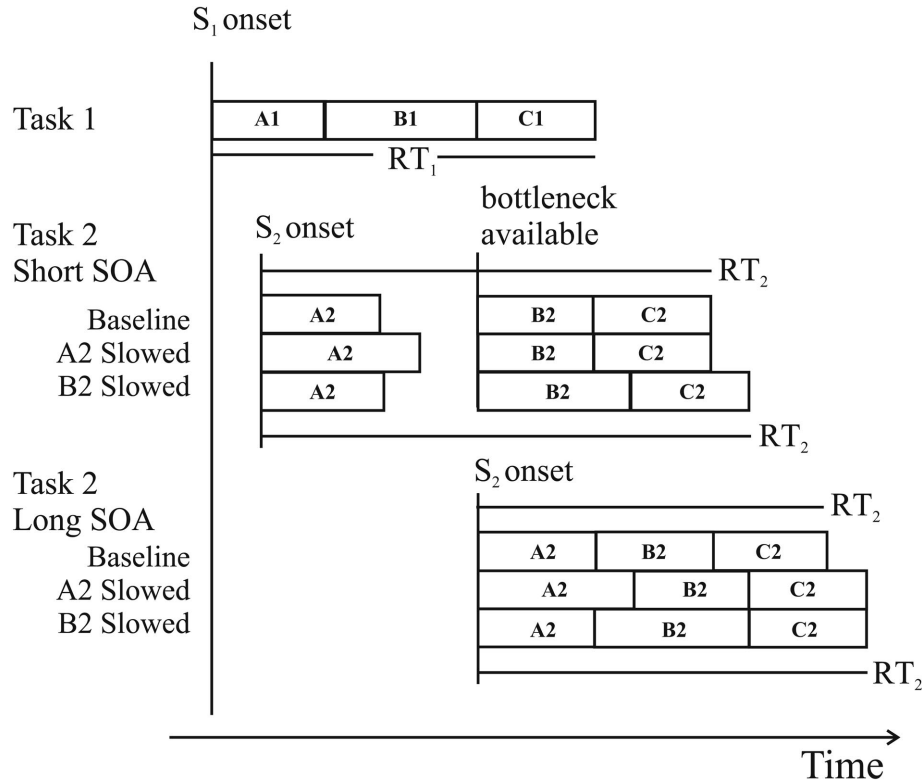 S₁ onset
Task 1
A1 B1 C1
RT₁
bottleneck
available
S₂ onset
Task 2
Short SOA
RT₂
Baseline A2 B2 C2
A2 Slowed A2 B2 C2
B2 Slowed A2 B2 C2
RT₂
S₂ onset
Task 2
Long SOA
RT₂
Baseline A2 B2 C2
A2 Slowed A2 B2 C2
B2 Slowed A2 B2 C2
RT₂
Time